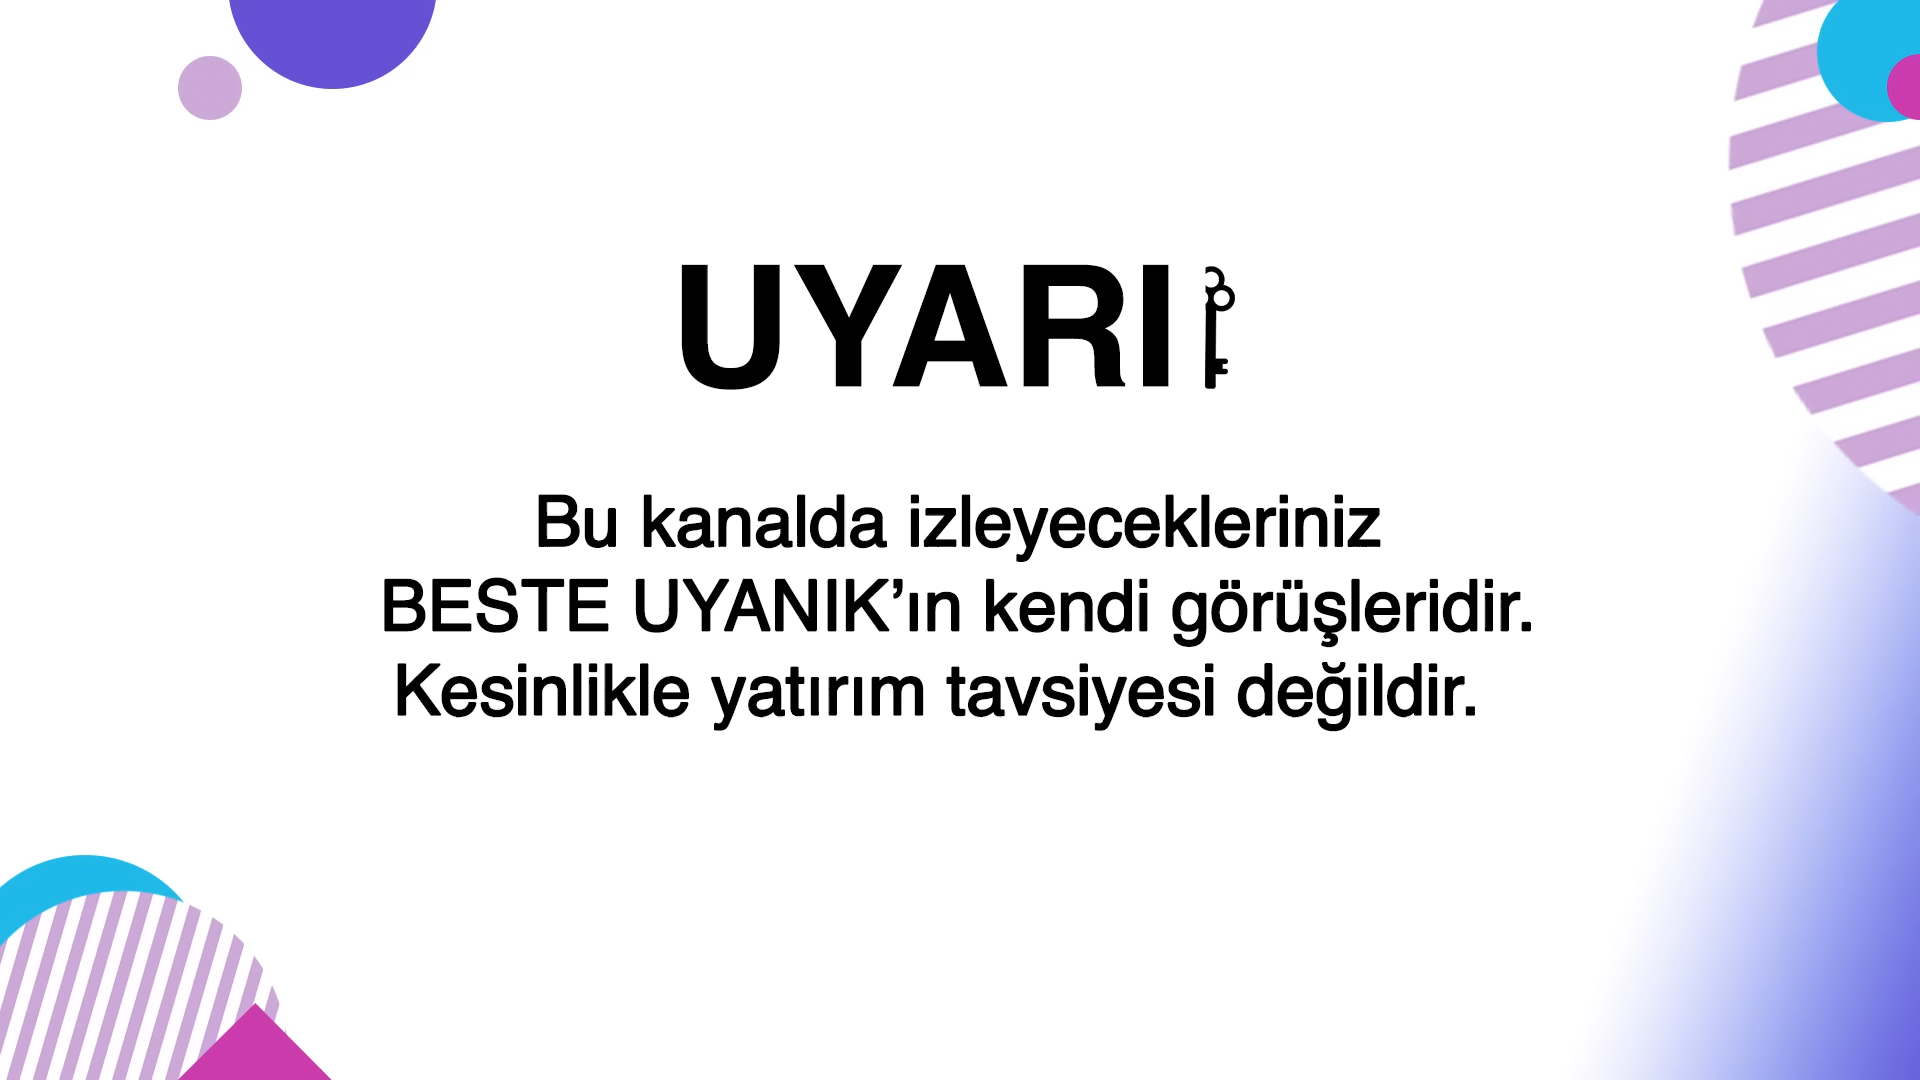 UYARI
Bu kanalda izleyecekleriniz
BESTE UYANIK’ın kendi görüşleridir.
Kesinlikle yatırım tavsiyesi değildir.